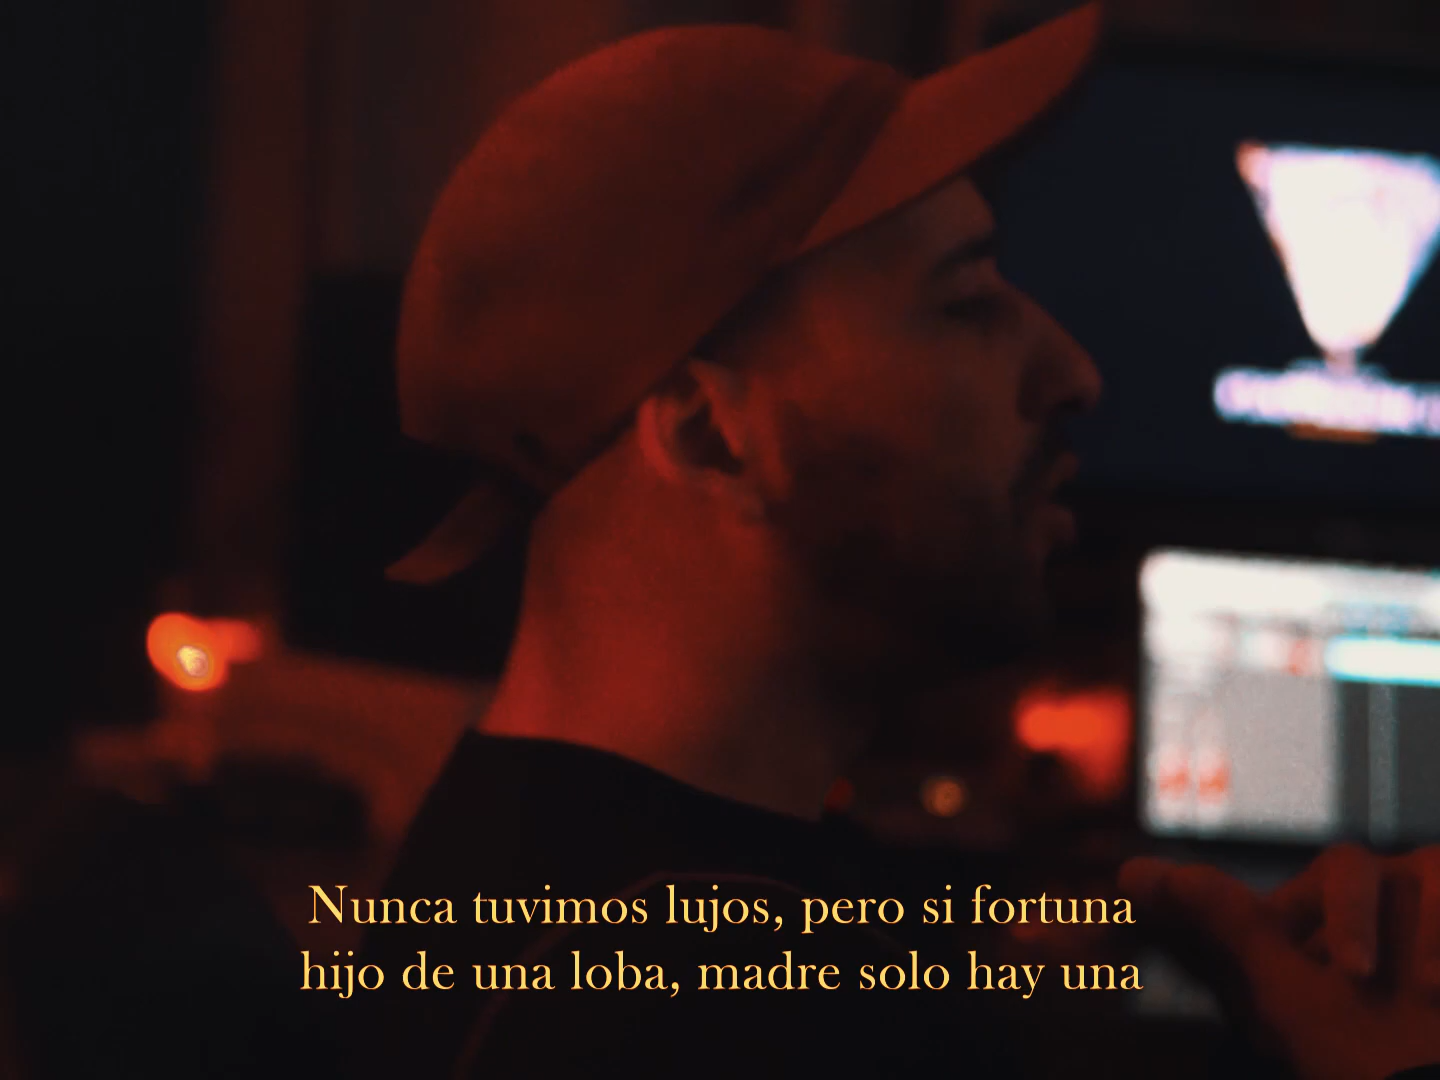 Nunca tuvimos lujos, pero si fortuna
hijo de una loba, madre solo hay una